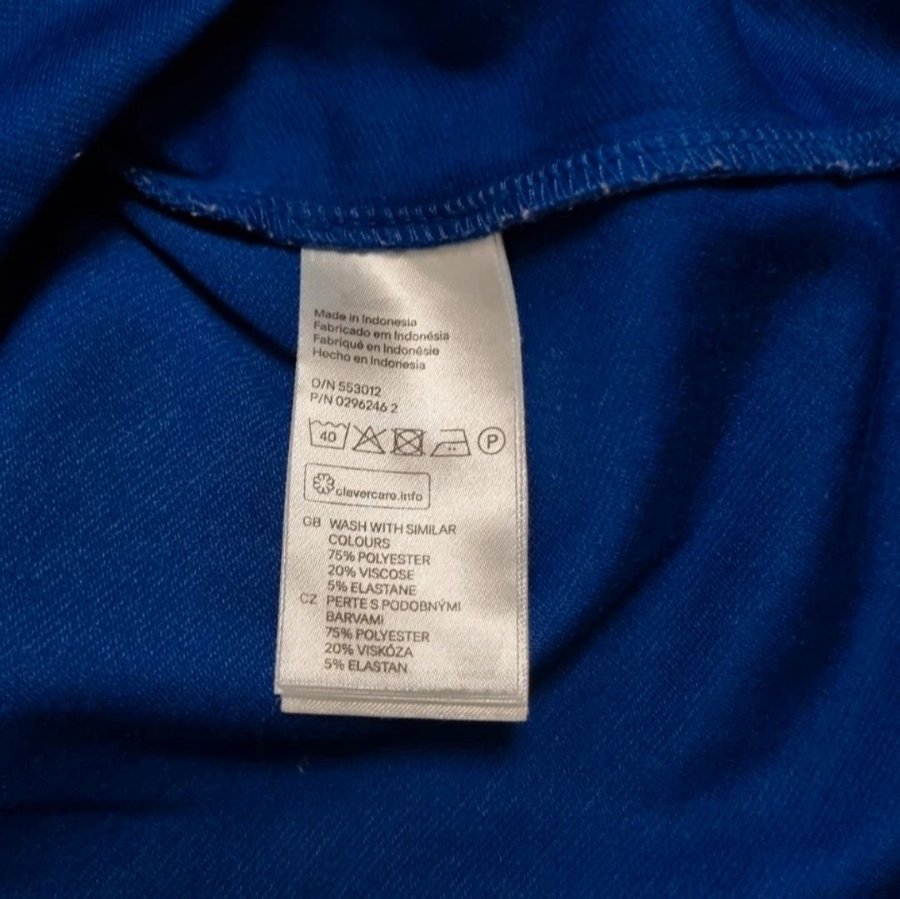 Made in Indonesia
Fabricado em Indonésia
Fabriqué en Indonésie
Hecho en Indonesia
O/N 553012
P/N 0296246 2
40 P
clevercare.info
GB WASH WITH SIMILAR
COLOURS
75% POLYESTER
20% VISCOSE
5% ELASTANE
CZ PERTE S PODOBNÝMI
BARVAMI
75% POLYESTER
20% VISKÓZA
5% ELASTAN